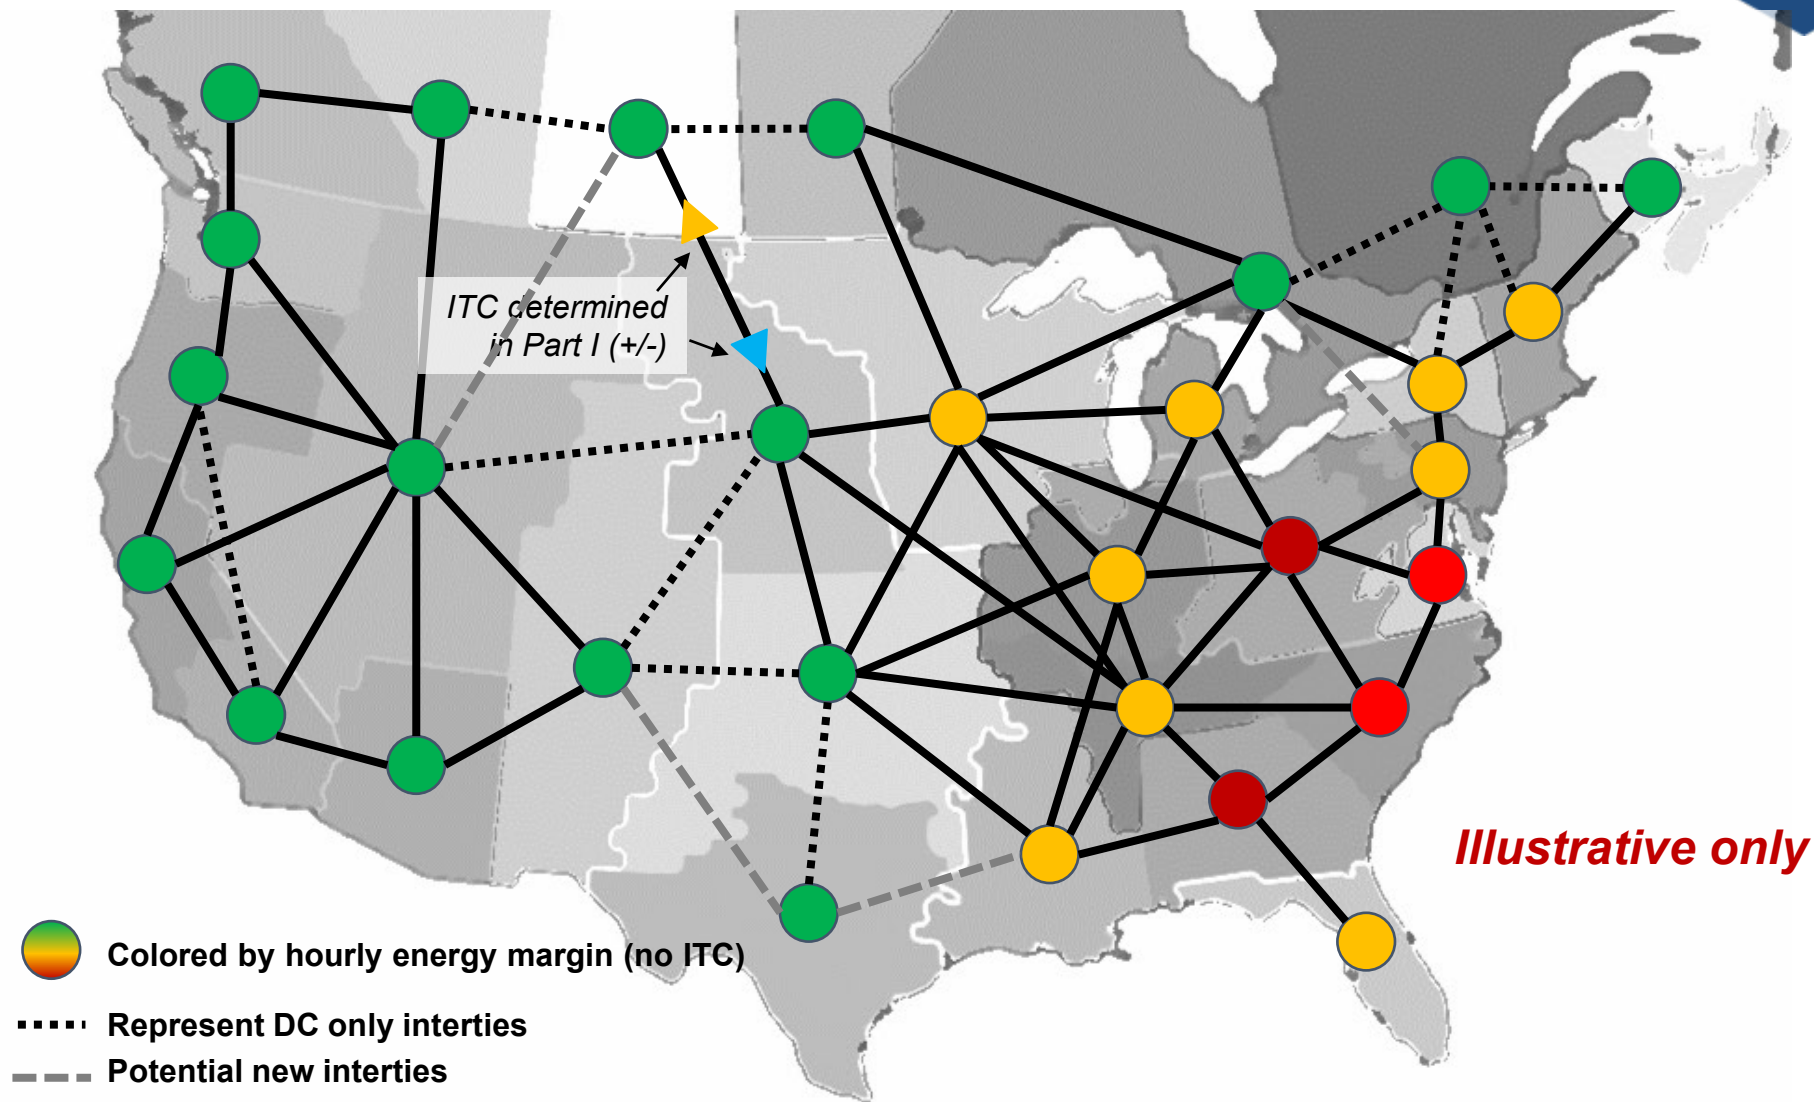 ITC determined
in Part I (+/-)
Illustrative only
Colored by hourly energy margin (no ITC)
Represent DC only interties
Potential new interties